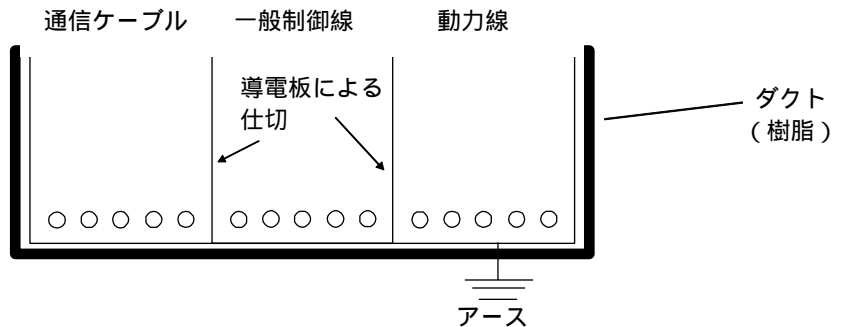 通信ケーブル
一般制御線
動力線
導電板による
仕切
ダクト
（樹脂）
アース